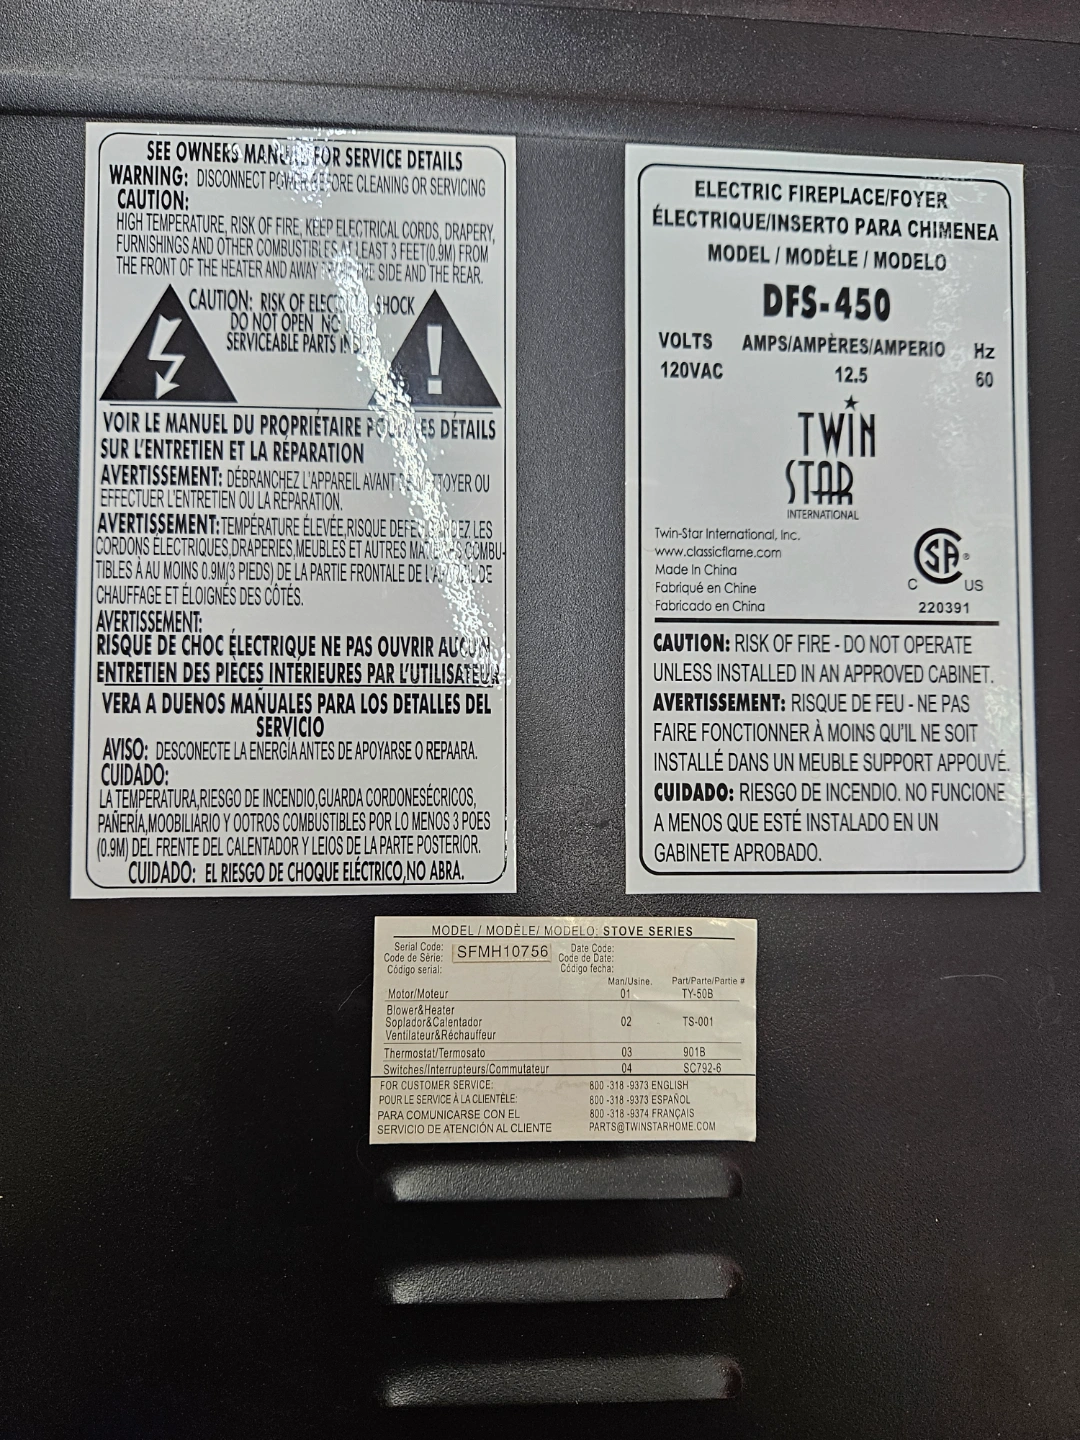 SEE OWNERS MANUAL FOR SERVICE DETAILS
WARNING: DISCONNECT POWER BEFORE CLEANING OR SERVICING
CAUTION:
HIGH TEMPERATURE, RISK OF FIRE, KEEP ELECTRICAL CORDS, DRAPERY,
FURNISHINGS AND OTHER COMBUSTIBLES AT LEAST 3 FEET(0.9M) FROM
THE FRONT OF THE HEATER AND AWAY FROM THE SIDE AND THE REAR.
CAUTION: RISK OF ELECTRICAL SHOCK
DO NOT OPEN NO
SERVICEABLE PARTS INSIDE
VOIR LE MANUEL DU PROPRIÉTAIRE POUR LES DÉTAILS
SUR L'ENTRETIEN ET LA RÉPARATION
AVERTISSEMENT: DÉBRANCHEZ L'APPAREIL AVANT DE NETTOYER OU
EFFECTUER L'ENTRETIEN OU LA RÉPARATION.
AVERTISSEMENT: TEMPÉRATURE ÉLEVÉE,RISQUE DEFEU, GARDEZ LES
CORDONS ÉLECTRIQUES,DRAPERIES,MEUBLES ET AUTRES MATIÈRES COMBU-
TIBLES À AU MOINS 0.9M(3 PIEDS) DE LA PARTIE FRONTALE DE L'APPAREIL DE
CHAUFFAGE ET ÉLOIGNÉS DES CÔTÉS.
AVERTISSEMENT:
RISQUE DE CHOC ÉLECTRIQUE NE PAS OUVRIR AUCUN
ENTRETIEN DES PIÈCES INTÉRIEURES PAR L'UTILISATEUR
VERA A DUENOS MAÑUALES PARA LOS DETALLES DEL
SERVICIO
AVISO: DESCONECTE LA ENERGÍA ANTES DE APOYARSE O REPAARA.
CUIDADO:
LA TEMPERATURA,RIESGO DE INCENDIO,GUARDA CORDONESÉCRICOS,
PAÑERÍA,MOOBILIARIO Y OOTROS COMBUSTIBLES POR LO MENOS 3 POES
(0.9M) DEL FRENTE DEL CALENTADOR Y LEIOS DE LA PARTE POSTERIOR.
CUIDADO: EL RIESGO DE CHOQUE ELÉCTRICO,NO ABRA.
ELECTRIC FIREPLACE/FOYER
ÉLECTRIQUE/INSERTO PARA CHIMENEA
MODEL / MODÈLE / MODELO
DFS-450
VOLTS AMPS/AMPÈRES/AMPERIO Hz
120VAC 12.5 60
TWIN
STAR
INTERNATIONAL
Twin-Star International, Inc.
www.classicflame.com
Made In China
Fabriqué en Chine
Fabricado en China
CSA ®
C US
220391
CAUTION: RISK OF FIRE - DO NOT OPERATE
UNLESS INSTALLED IN AN APPROVED CABINET.
AVERTISSEMENT: RISQUE DE FEU - NE PAS
FAIRE FONCTIONNER À MOINS QU'IL NE SOIT
INSTALLÉ DANS UN MEUBLE SUPPORT APPOUVÉ.
CUIDADO: RIESGO DE INCENDIO. NO FUNCIONE
A MENOS QUE ESTÉ INSTALADO EN UN
GABINETE APROBADO.
MODEL / MODÈLE/ MODELO: STOVE SERIES
Serial Code: Date Code:
Code de Série: SFMH10756 Code de Date:
Código serial: Código fecha:
Man/Usine. Part/Parte/Partie #
Motor/Moteur 01 TY-50B
Blower&Heater
Soplador&Calentador 02 TS-001
Ventilateur&Réchauffeur
Thermostat/Termosato 03 901B
Switches/Interrupteurs/Commutateur 04 SC792-6
FOR CUSTOMER SERVICE: 800 -318 -9373 ENGLISH
POUR LE SERVICE À LA CLIENTÈLE: 800 -318 -9373 ESPAÑOL
PARA COMUNICARSE CON EL 800 -318 -9374 FRANÇAIS
SERVICIO DE ATENCIÓN AL CLIENTE PARTS@TWINSTARHOME.COM